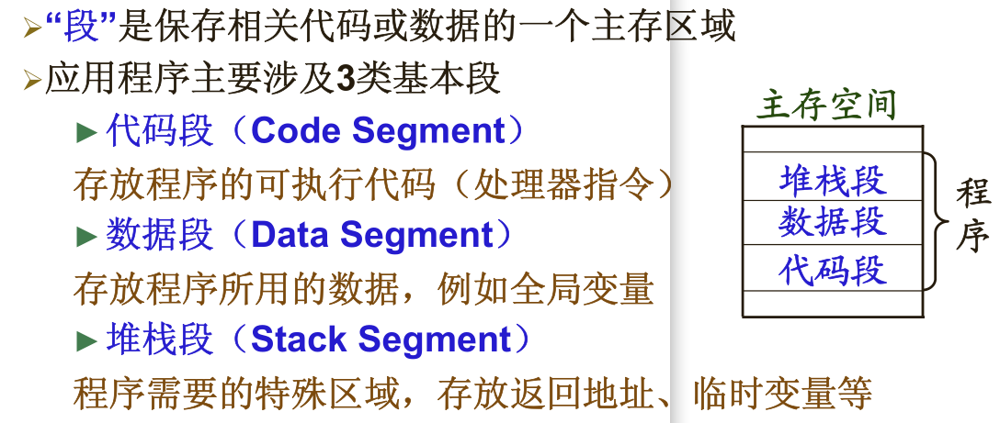 ➢“段”是保存相关代码或数据的一个主存区域
➢应用程序主要涉及3类基本段
►代码段（Code Segment）
存放程序的可执行代码（处理器指令）
►数据段（Data Segment）
存放程序所用的数据，例如全局变量
►堆栈段（Stack Segment）
程序需要的特殊区域，存放返回地址、临时变量等
主存空间
堆栈段
数据段
代码段
程序